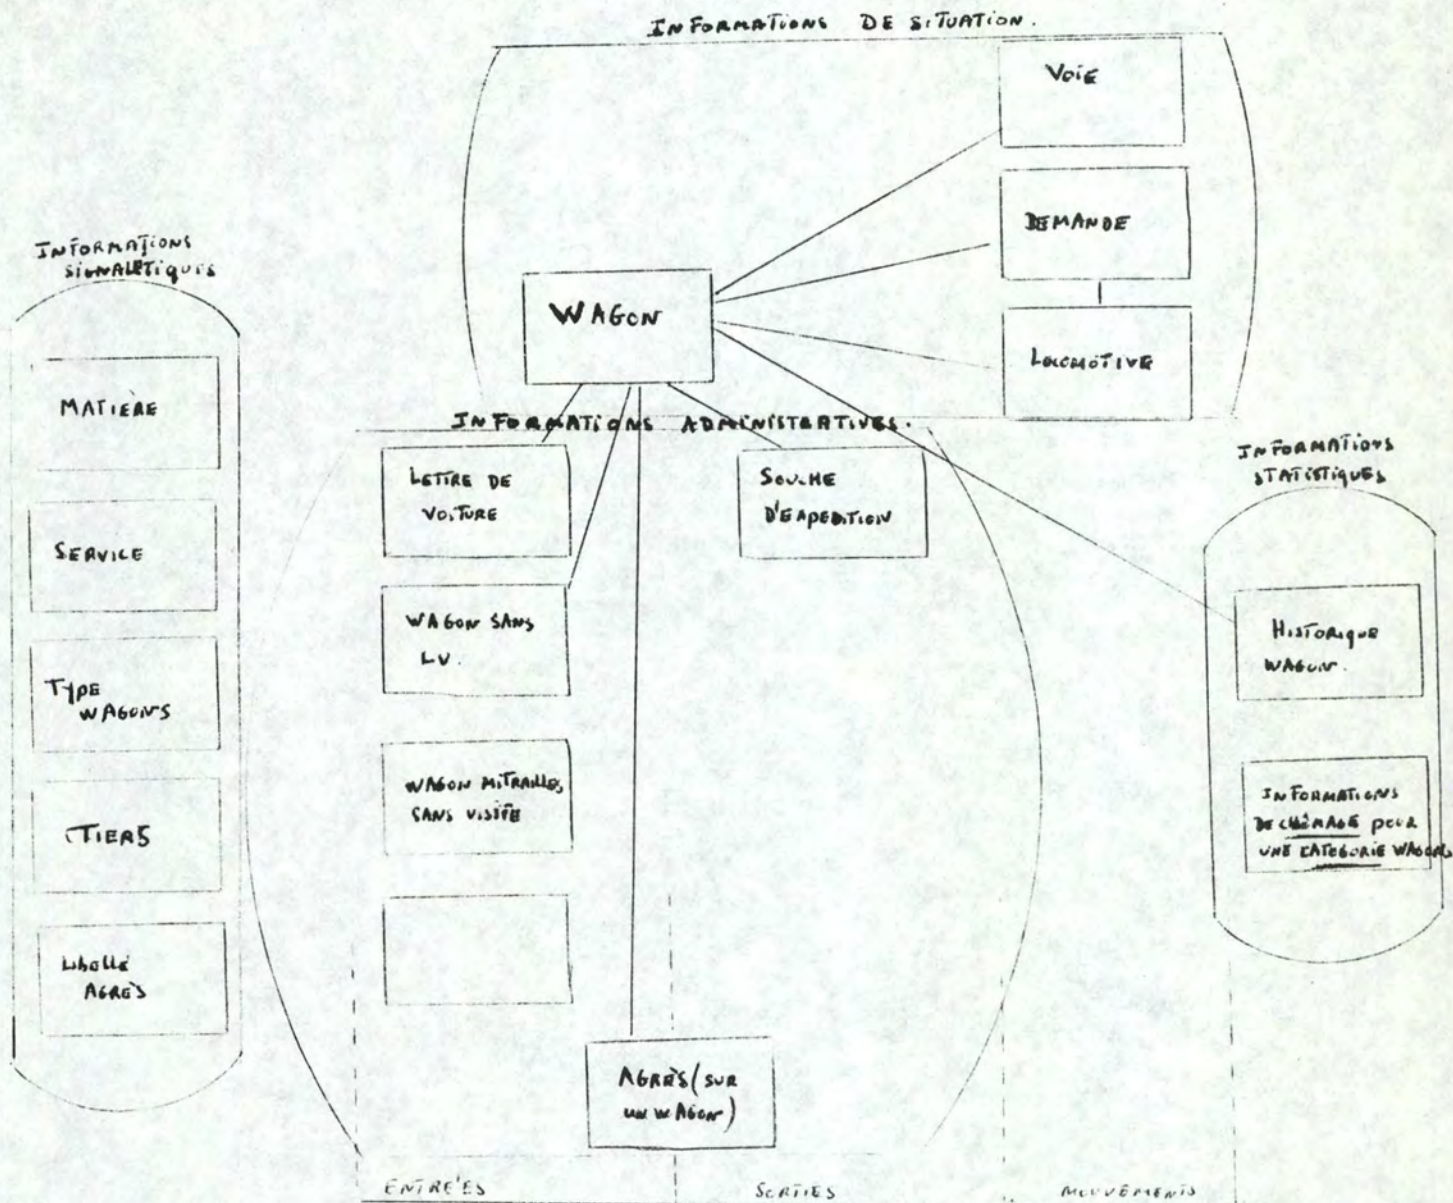 INFORMATIONS DE SITUATION.
VOIE
DEMANDE
LOCOMOTIVE
WAGON
INFORMATIONS
SIGNALETIQUES
MATIÈRE
SERVICE
TYPE
WAGONS
TIERS
LIBELLÉ
AGRÈS
INFORMATIONS ADMINISTRATIVES.
LETTRE DE
VOITURE
SOUCHE
D'EXPEDITION
WAGON SANS
LV.
WAGON MITRAILLES
SANS VISITE
AGRÈS (SUR
UN WAGON)
INFORMATIONS
STATISTIQUES
HISTORIQUE
WAGON.
INFORMATIONS
DE CHÔMAGE POUR
UNE CATEGORIE WAGONS
ENTRÉES
SORTIES
MOUVEMENTS